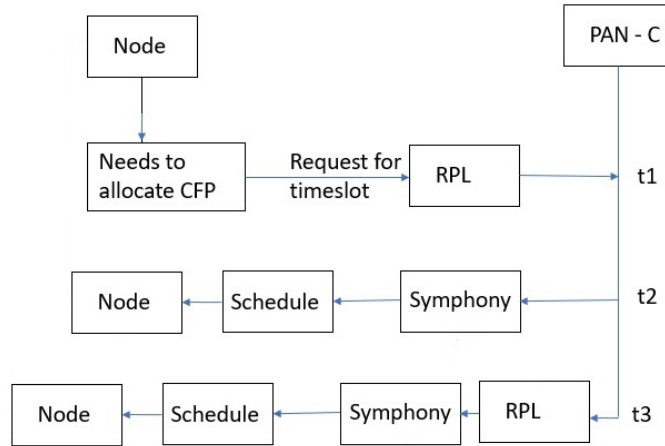 Node
PAN - C
Needs to
allocate CFP
Request for
timeslot
RPL
t1
Node
Schedule
Symphony
t2
Node
Schedule
Symphony
RPL
t3